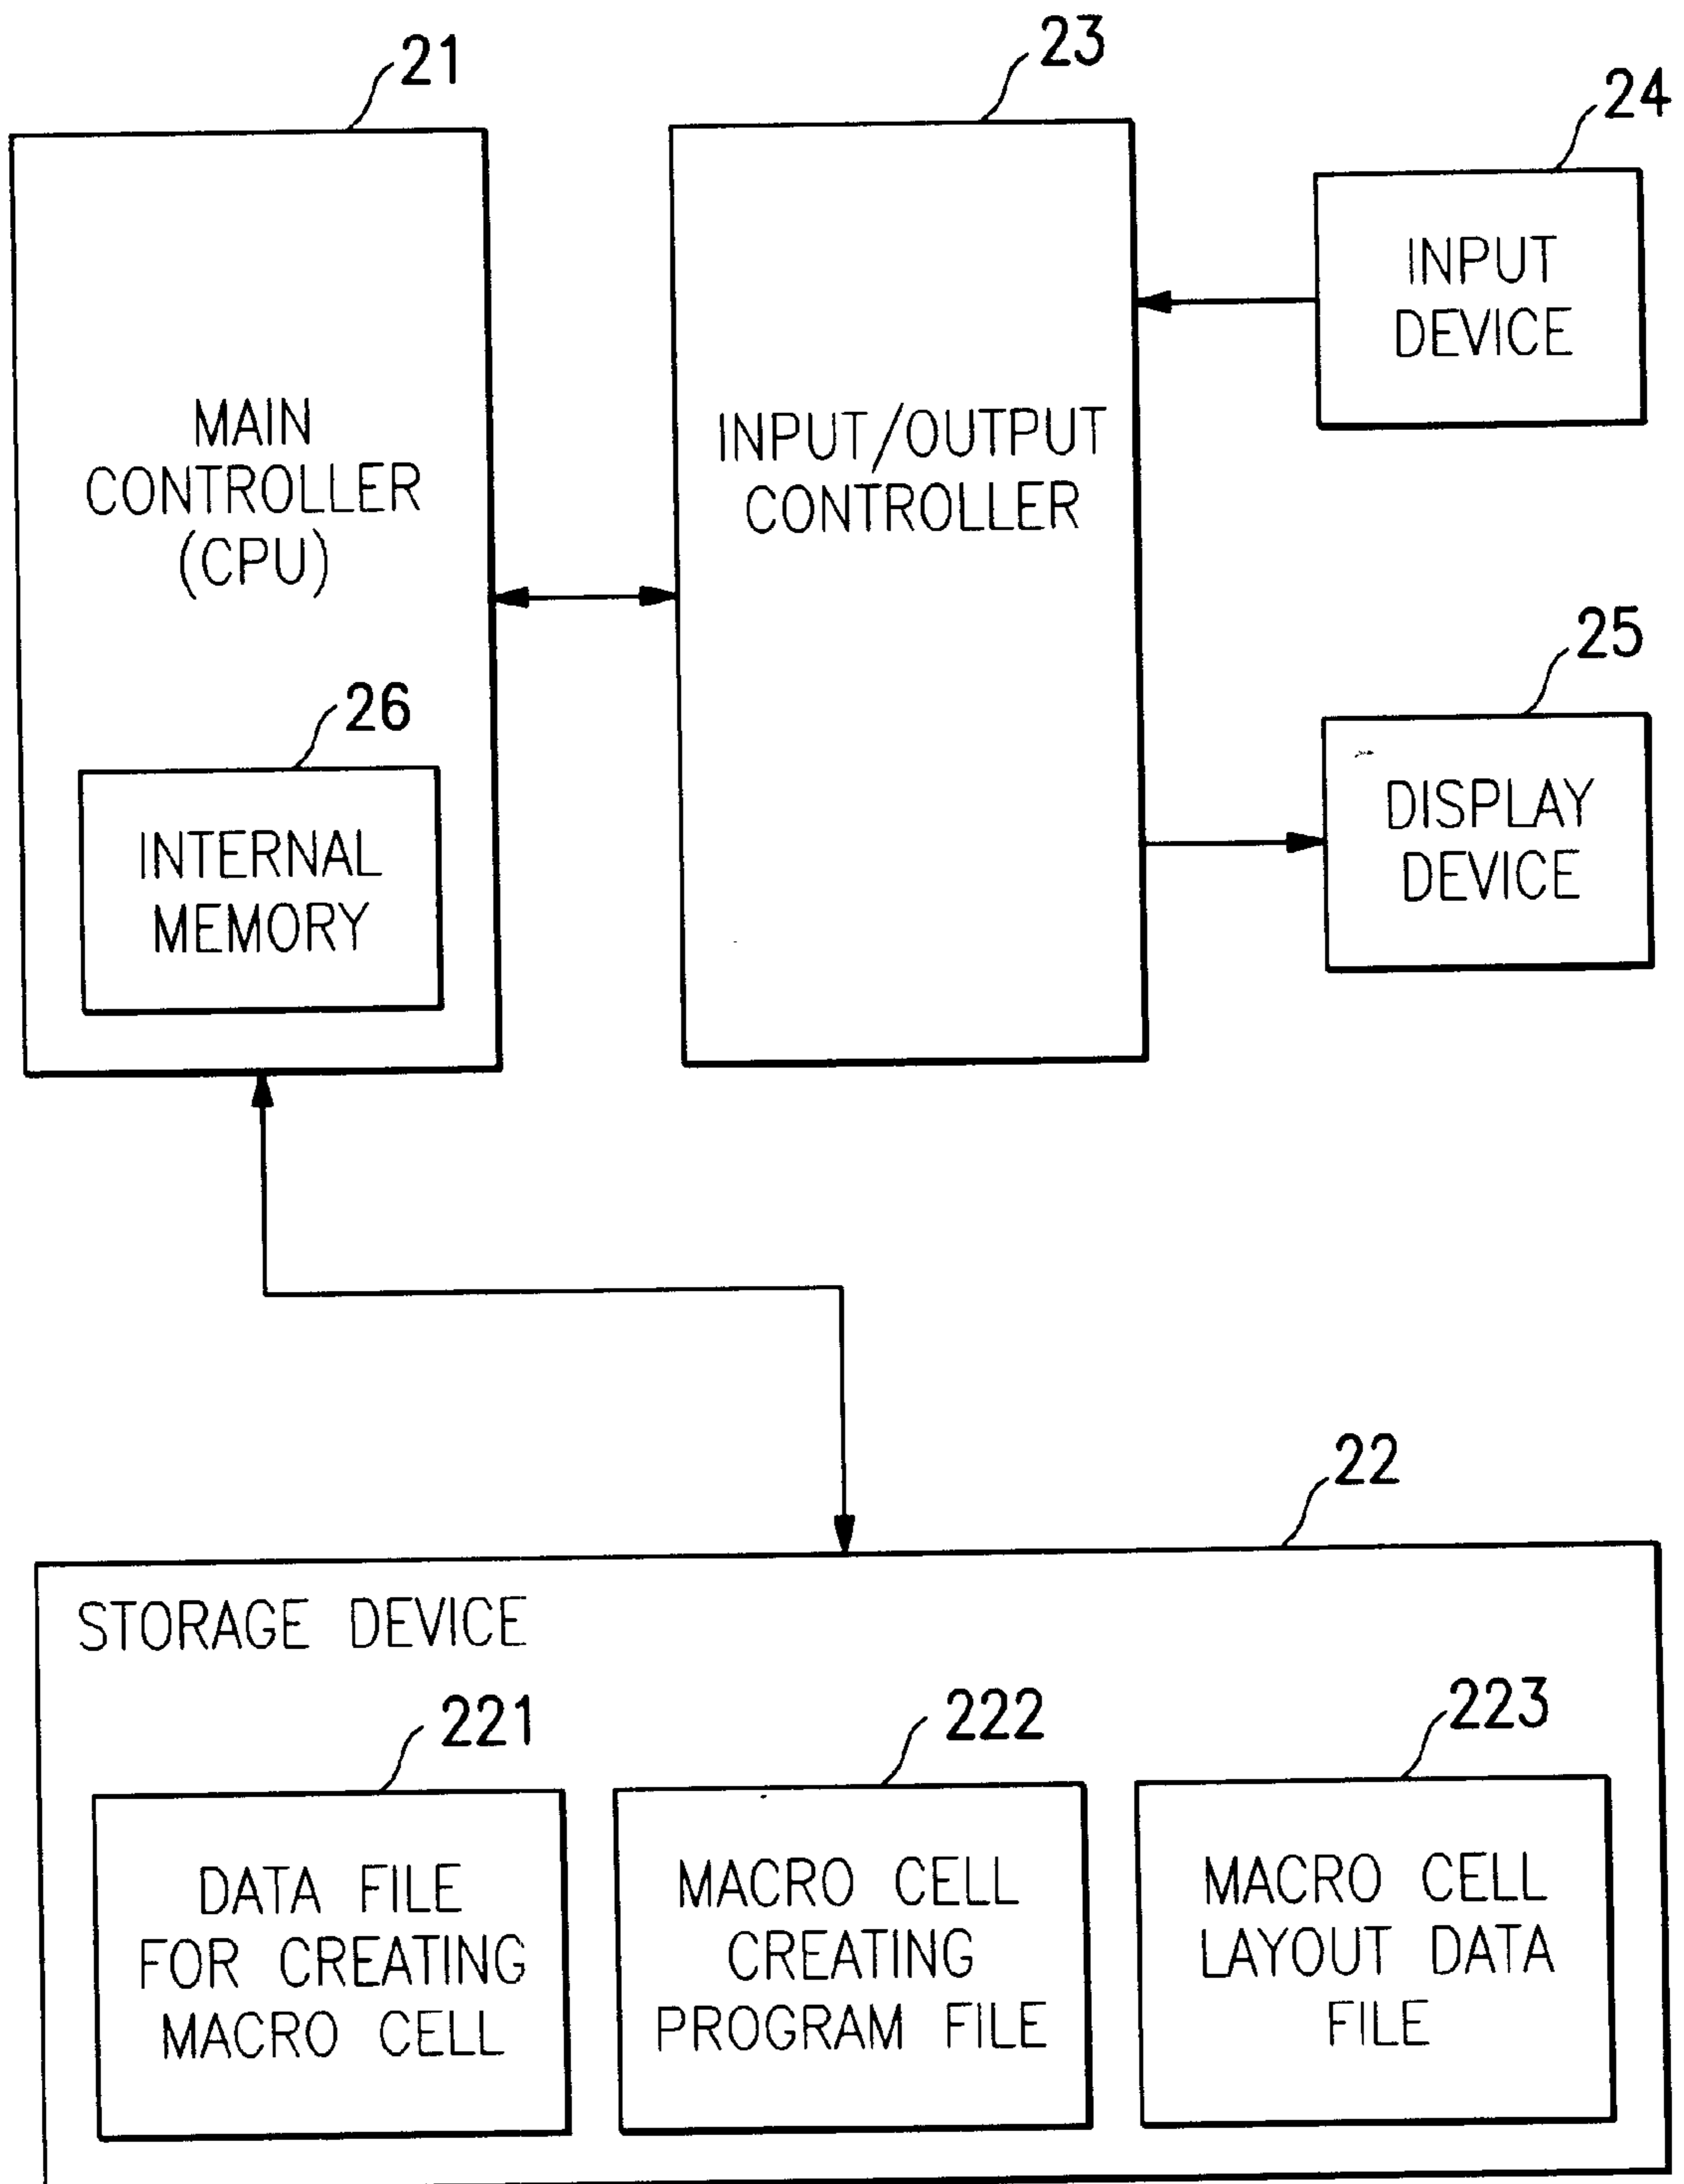 21
23
24
INPUT
DEVICE
MAIN
CONTROLLER
(CPU)
INPUT/OUTPUT
CONTROLLER
25
DISPLAY
DEVICE
26
INTERNAL
MEMORY
22
STORAGE DEVICE
221
222
223
DATA FILE
FOR CREATING
MACRO CELL
MACRO CELL
CREATING
PROGRAM FILE
MACRO CELL
LAYOUT DATA
FILE